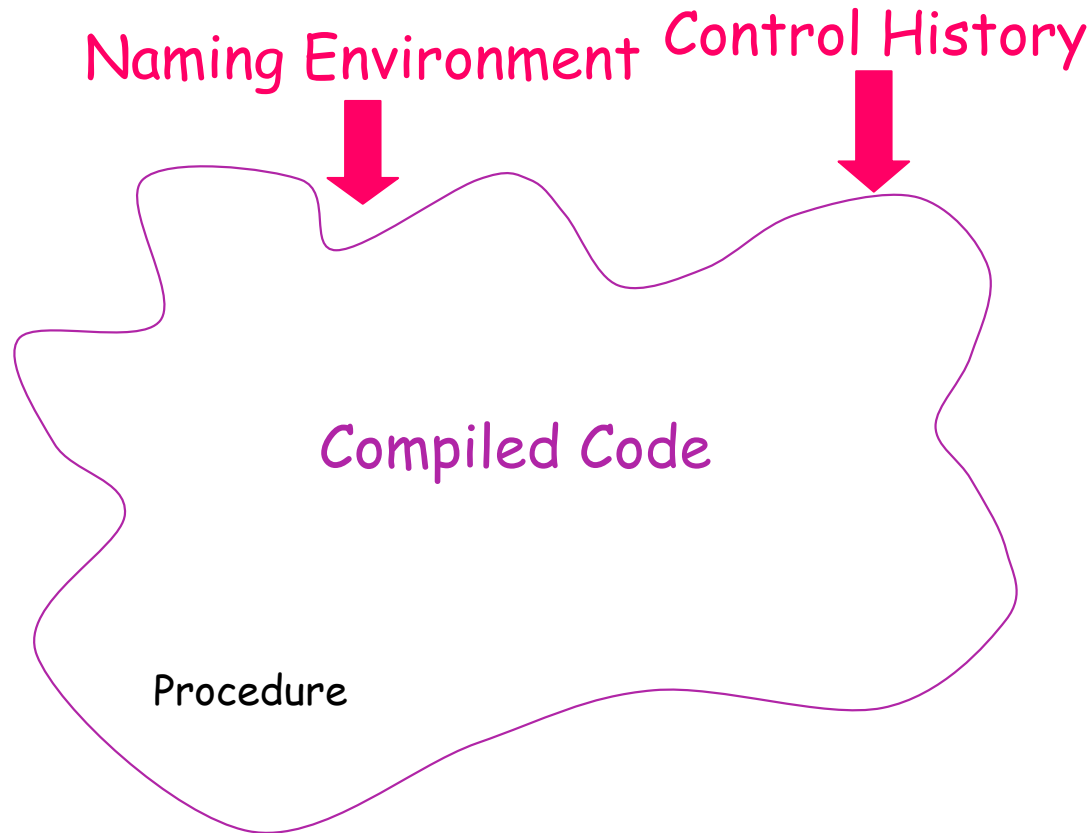 Naming Environment
Control History
Compiled Code
Procedure